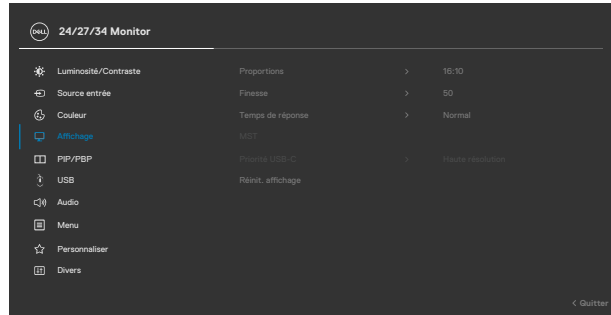 DELL 24/27/34 Monitor
Luminosité/Contraste Proportions > 16:10
Source entrée Finesse > 50
Couleur Temps de réponse > Normal
Affichage MST
PIP/PBP Priorité USB-C > Haute résolution
USB Réinit. affichage
Audio
Menu
Personnaliser
Divers
< Quitter